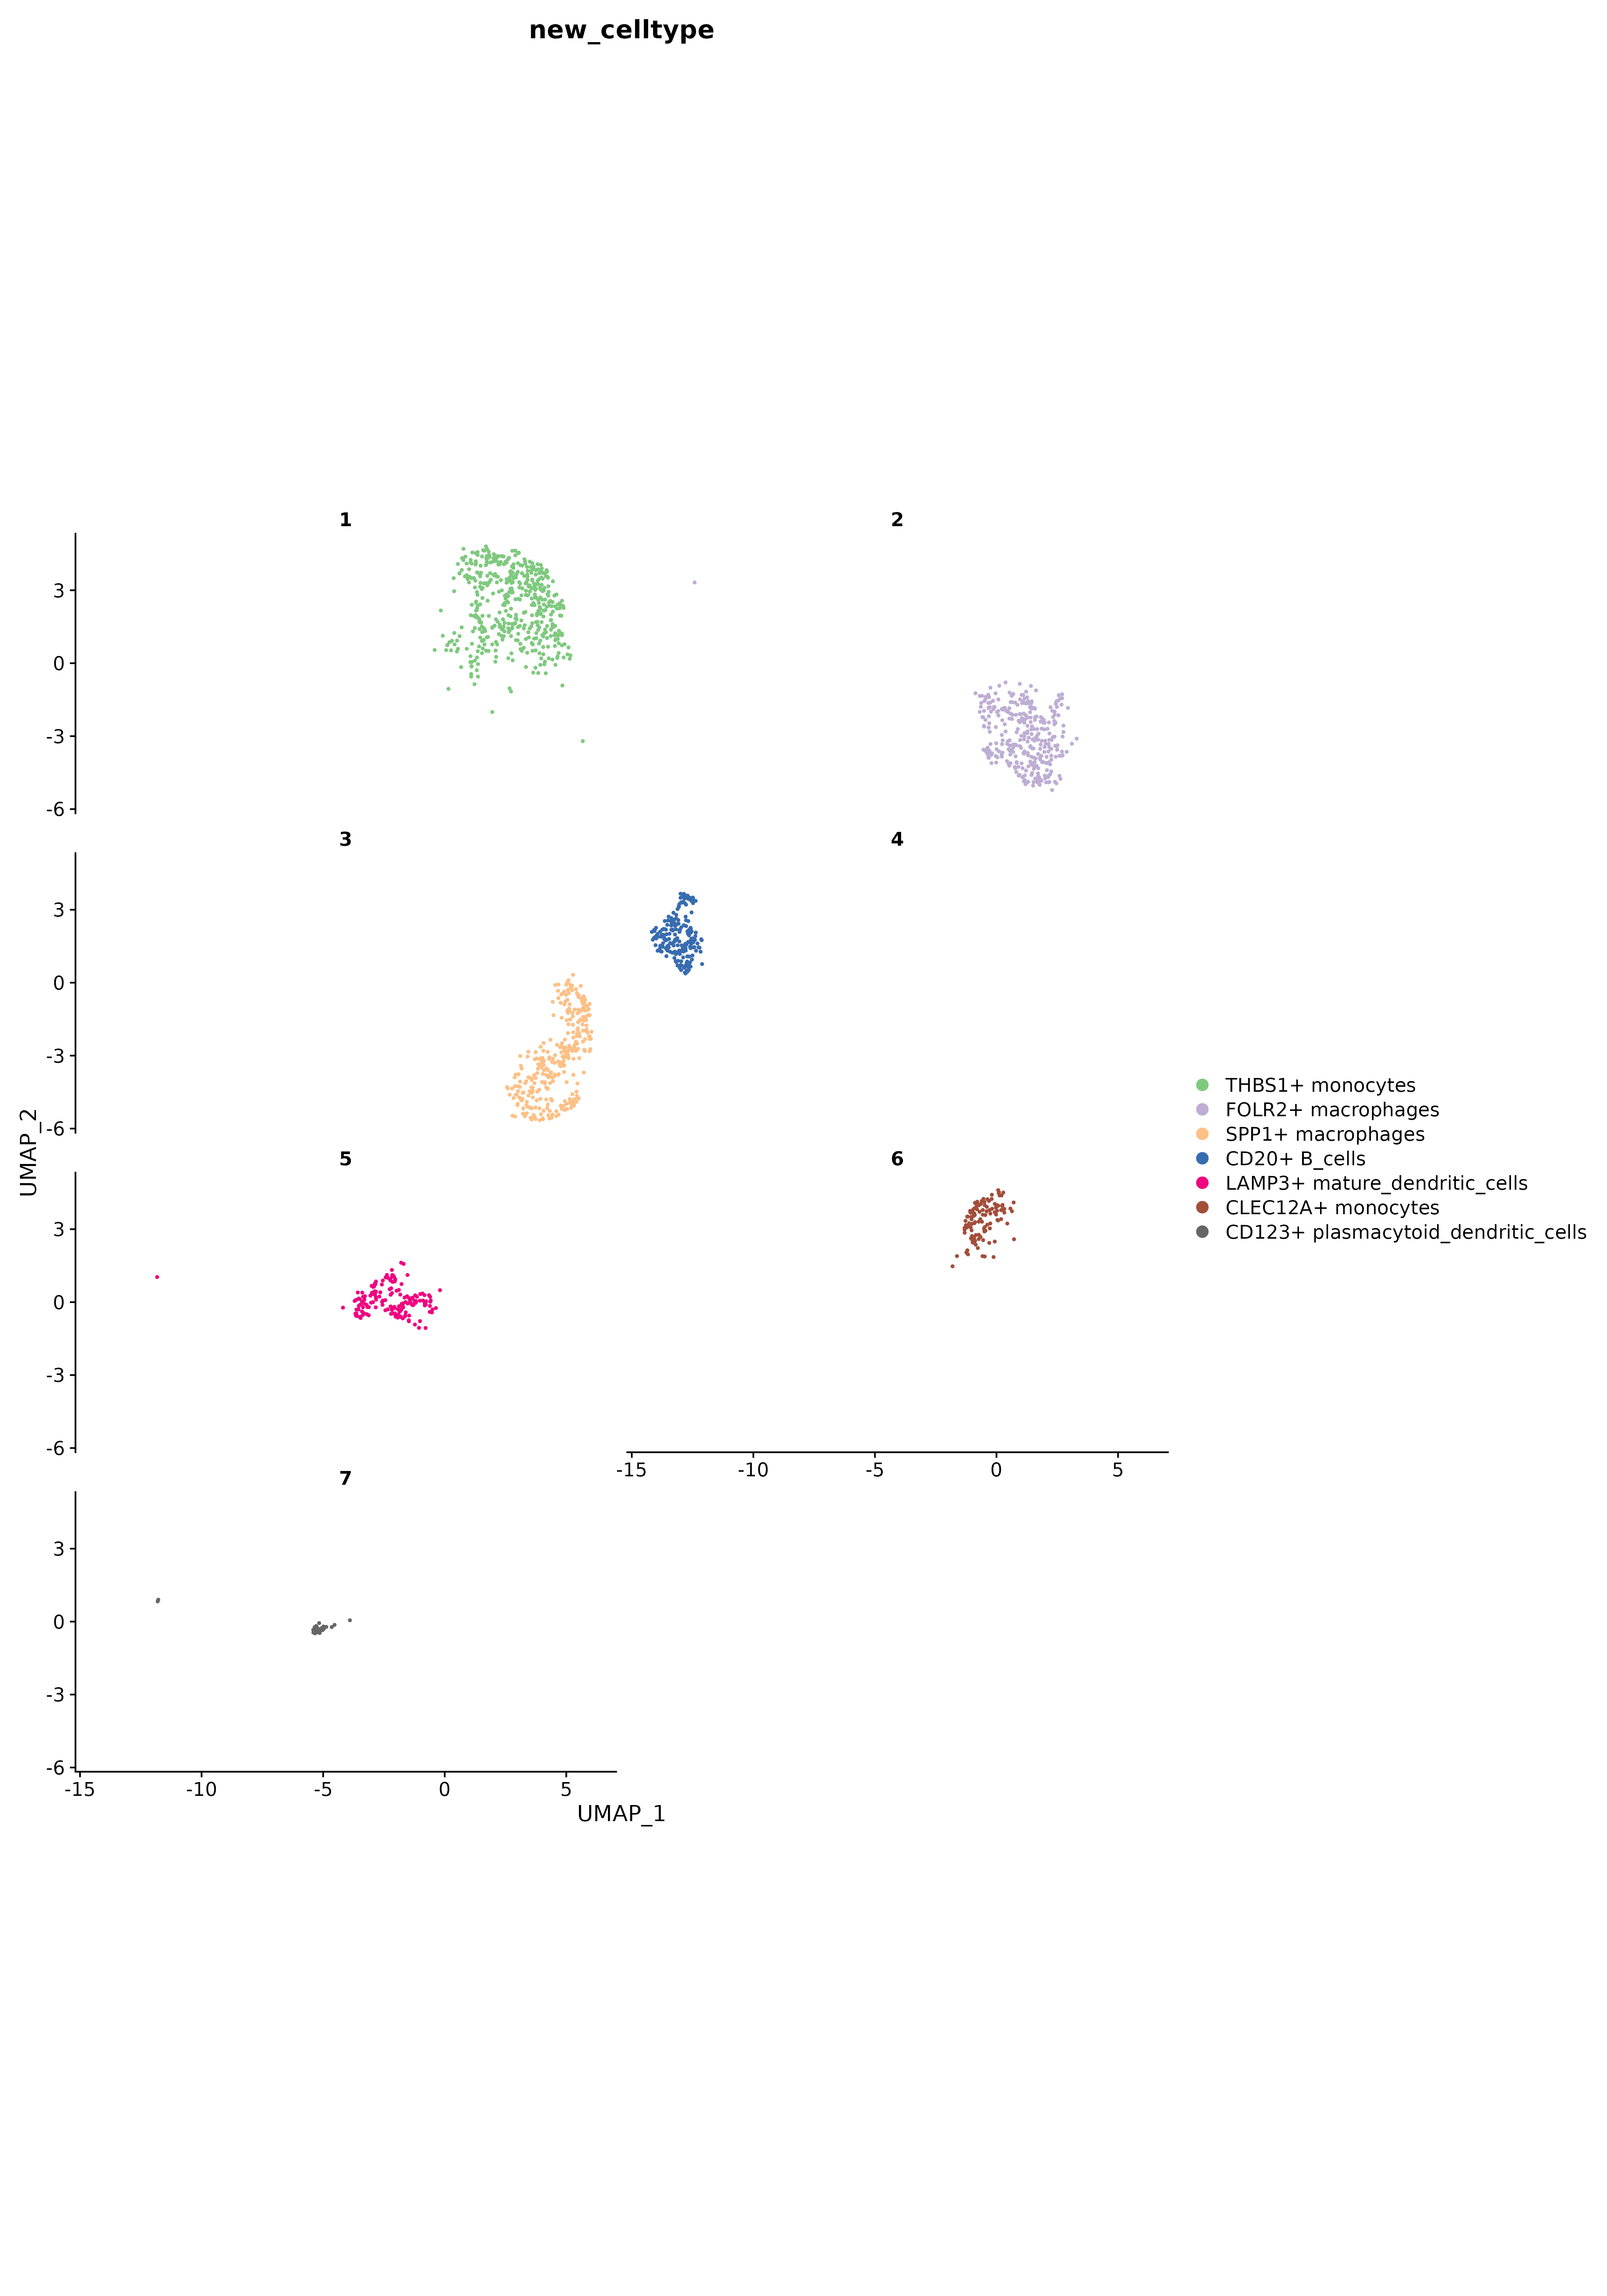 new_celltype
1
2
3
0
-3
-6
3
4
3
0
-3
-6
UMAP_2
THBS1+ monocytes
FOLR2+ macrophages
SPP1+ macrophages
CD20+ B_cells
LAMP3+ mature_dendritic_cells
CLEC12A+ monocytes
CD123+ plasmacytoid_dendritic_cells
5
6
3
0
-3
-6
-15 -10 -5 0 5
7
3
0
-3
-6
-15 -10 -5 0 5
UMAP_1